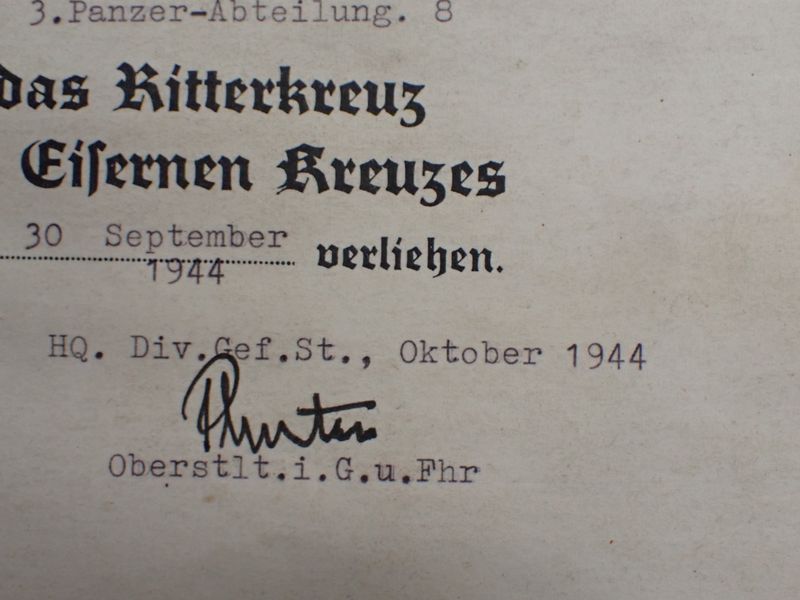 3.Panzer-Abteilung. 8
das Ritterkreuz
Eisernen Kreuzes
30 September
1944
verliehen.
HQ. Div.Gef.St., Oktober 1944
Oberstlt.i.G.u.Fhr